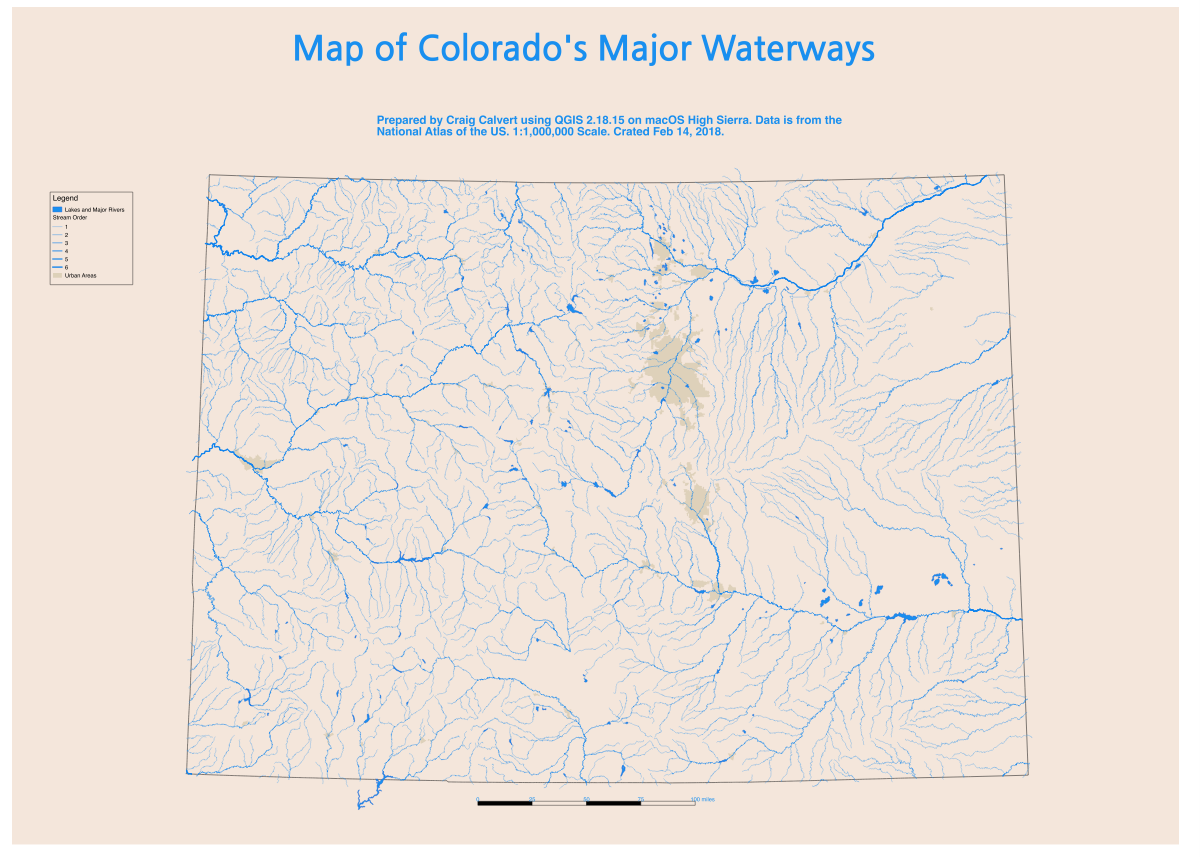 Map of Colorado's Major Waterways
Prepared by Craig Calvert using QGIS 2.18.15 on macOS High Sierra. Data is from the
National Atlas of the US. 1:1,000,000 Scale. Crated Feb 14, 2018.
Legend
Lakes and Major Rivers
Stream Order
1
2
3
4
5
6
Urban Areas
0 25 50 75 100 miles